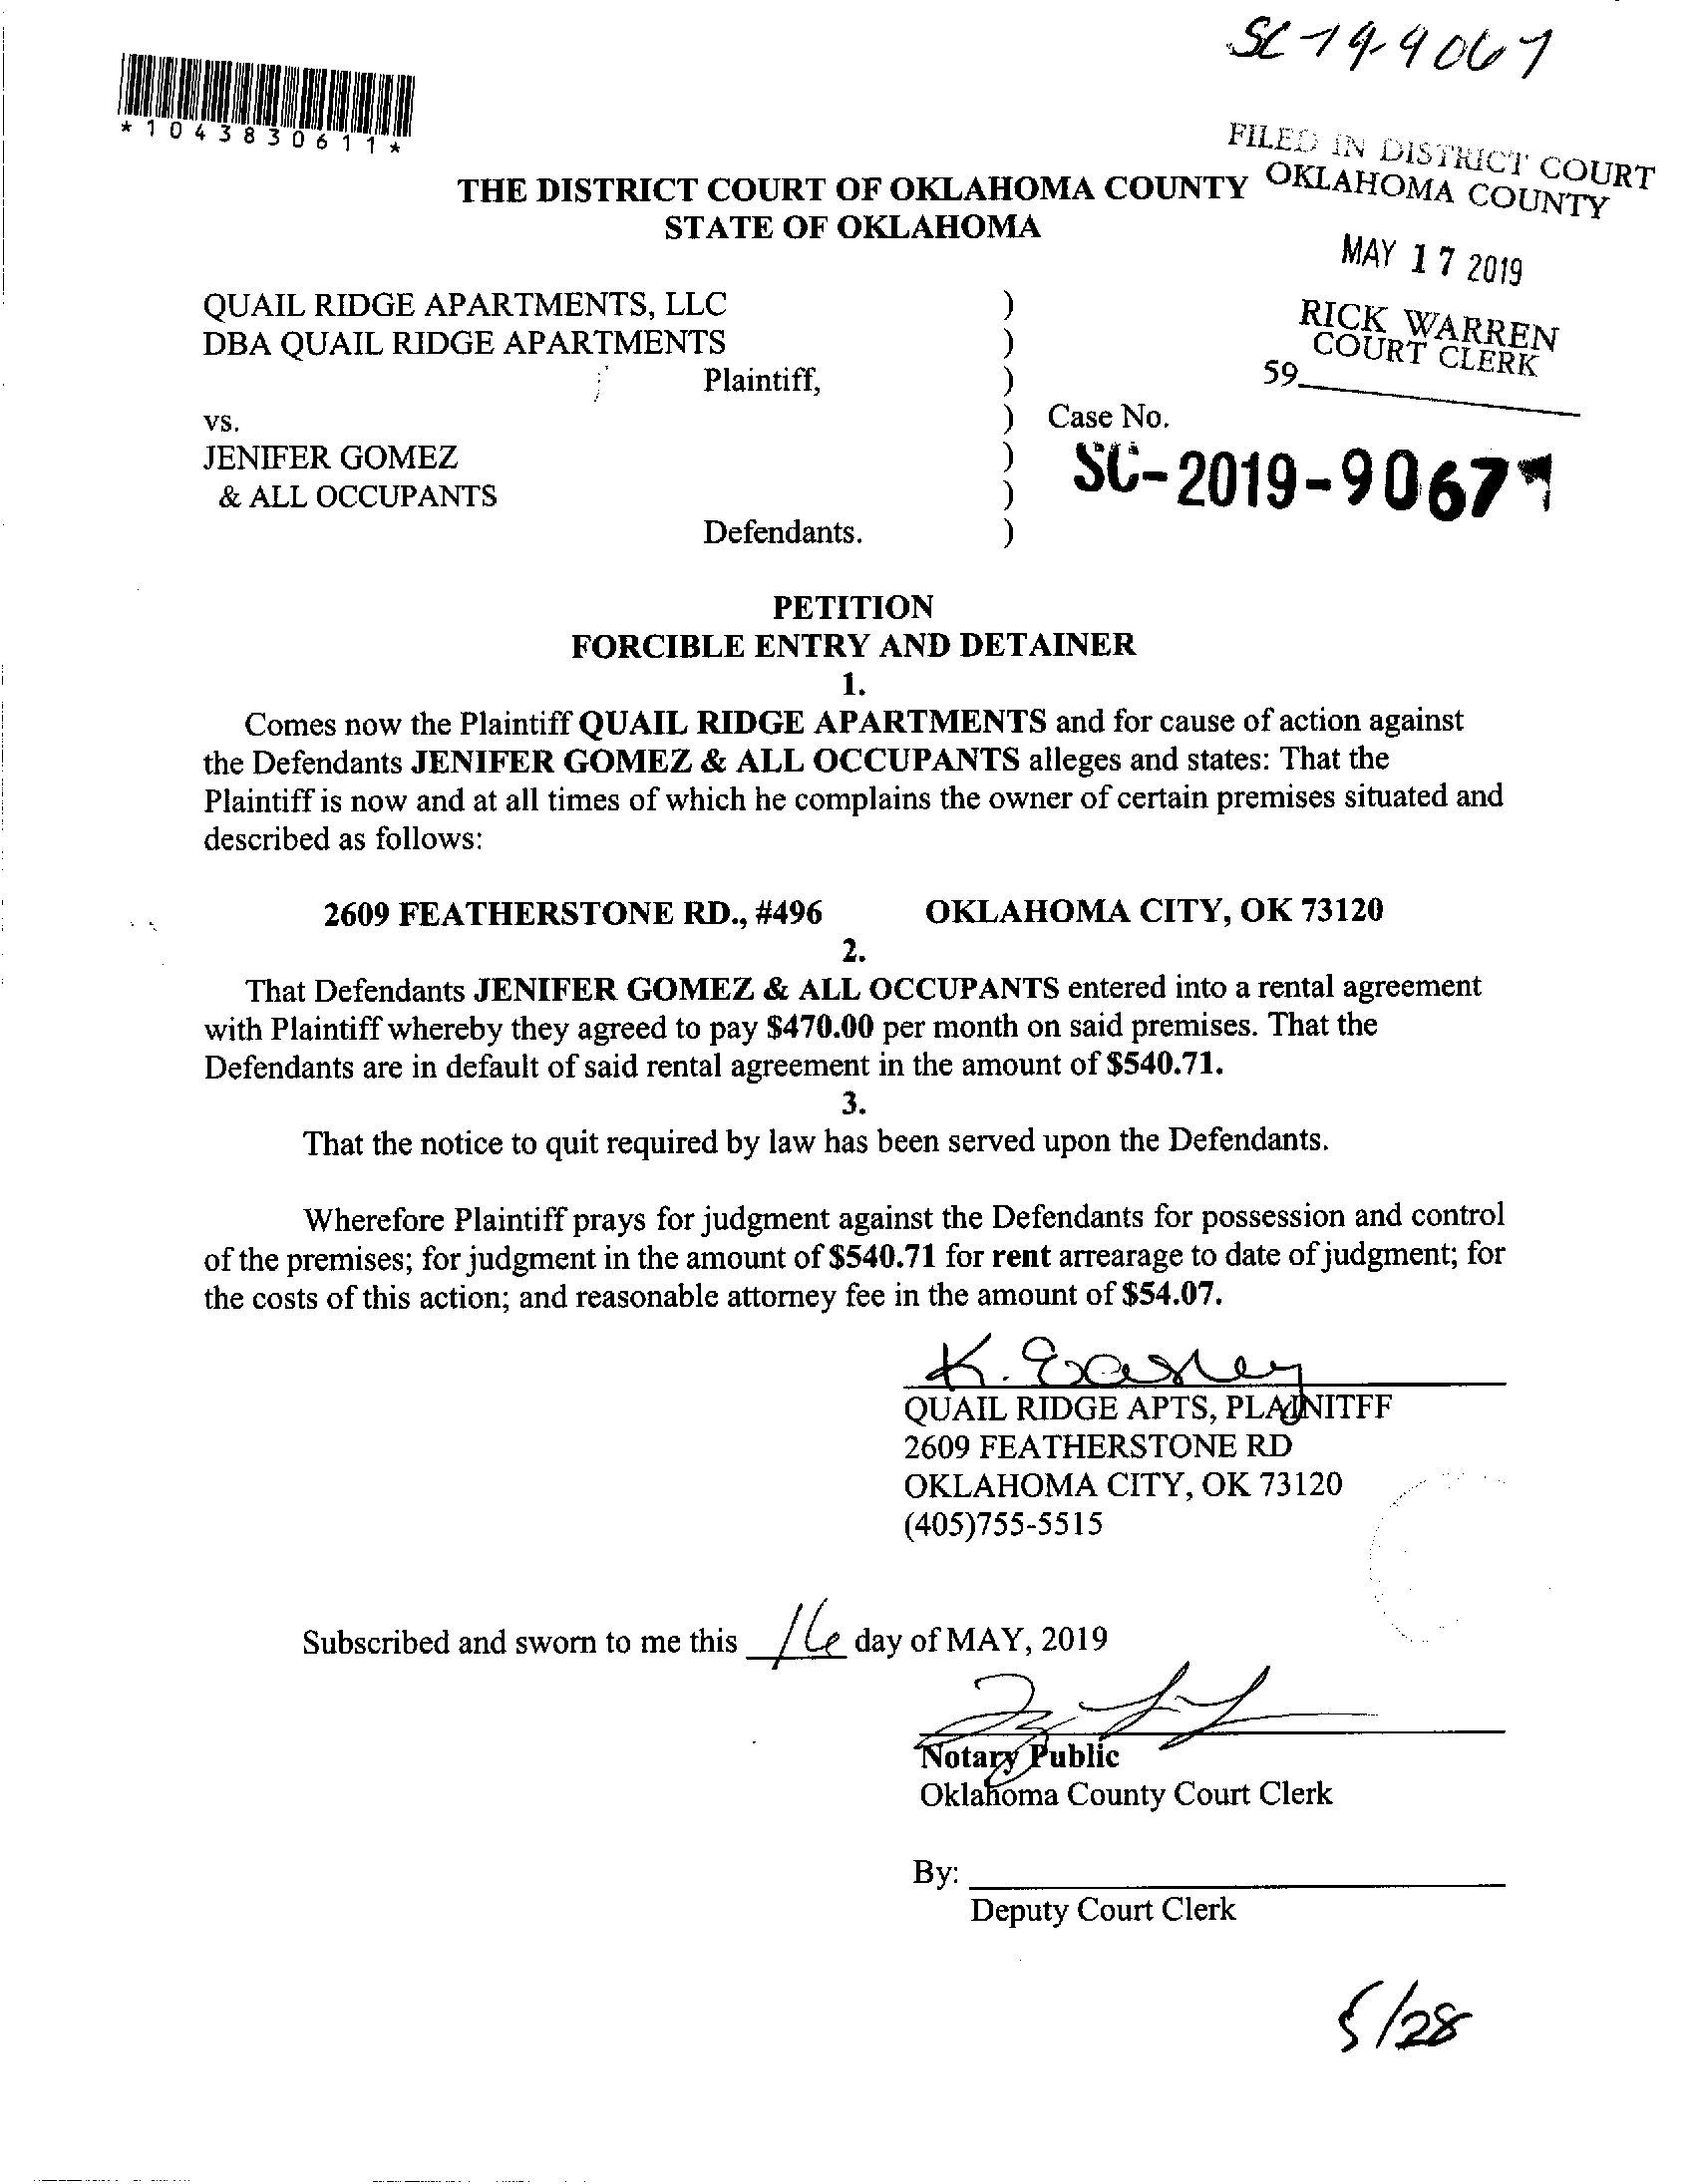 SC-19-9067
*1043830611*
FILED IN DISTRICT COURT
OKLAHOMA COUNTY
THE DISTRICT COURT OF OKLAHOMA COUNTY
STATE OF OKLAHOMA
MAY 17 2019
RICK WARREN
COURT CLERK
59
QUAIL RIDGE APARTMENTS, LLC )
DBA QUAIL RIDGE APARTMENTS )
Plaintiff, )
vs. ) Case No.
JENIFER GOMEZ )
& ALL OCCUPANTS ) SC-2019-9067
Defendants. )
PETITION
FORCIBLE ENTRY AND DETAINER
1.
Comes now the Plaintiff QUAIL RIDGE APARTMENTS and for cause of action against
the Defendants JENIFER GOMEZ & ALL OCCUPANTS alleges and states: That the
Plaintiff is now and at all times of which he complains the owner of certain premises situated and
described as follows:
2609 FEATHERSTONE RD., #496 OKLAHOMA CITY, OK 73120
2.
That Defendants JENIFER GOMEZ & ALL OCCUPANTS entered into a rental agreement
with Plaintiff whereby they agreed to pay $470.00 per month on said premises. That the
Defendants are in default of said rental agreement in the amount of $540.71.
3.
That the notice to quit required by law has been served upon the Defendants.
Wherefore Plaintiff prays for judgment against the Defendants for possession and control
of the premises; for judgment in the amount of $540.71 for rent arrearage to date of judgment; for
the costs of this action; and reasonable attorney fee in the amount of $54.07.
K. Easley
QUAIL RIDGE APTS, PLAINITFF
2609 FEATHERSTONE RD
OKLAHOMA CITY, OK 73120
(405)755-5515
Subscribed and sworn to me this 16 day of MAY, 2019
Notary Public
Oklahoma County Court Clerk
By:
Deputy Court Clerk
5/28